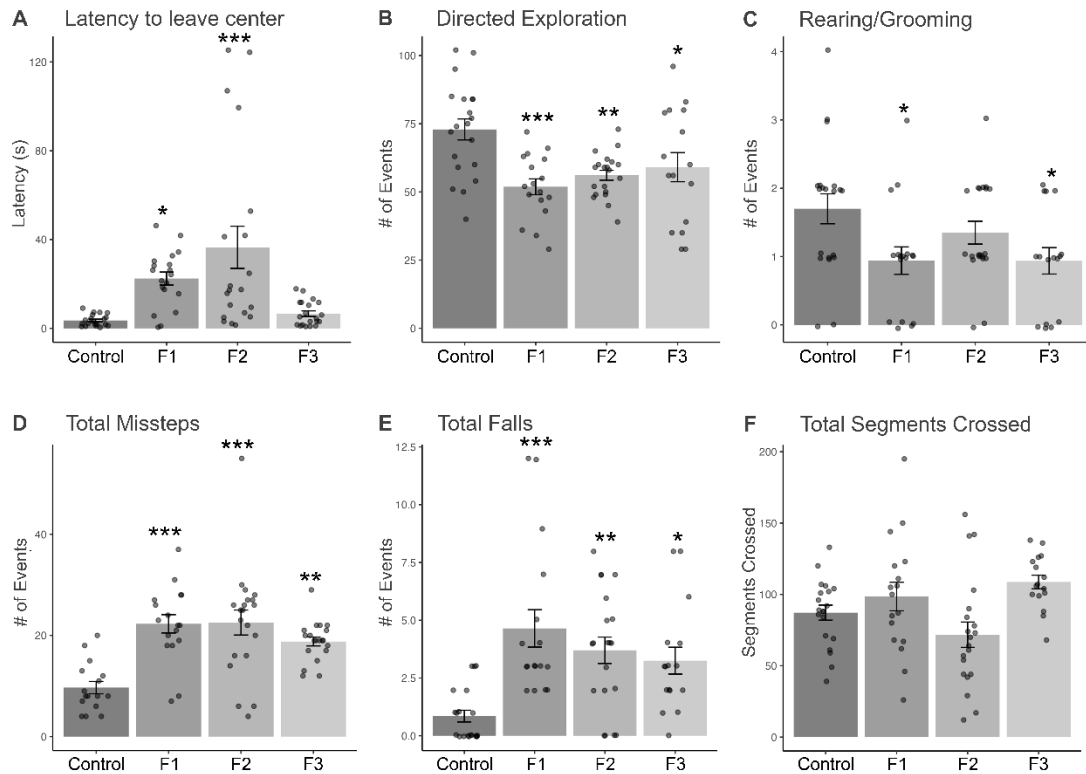 A Latency to leave center
Latency (s)
120
80
40
0
*
***
Control F1 F2 F3
B Directed Exploration
# of Events
100
75
50
25
0
***
**
*
Control F1 F2 F3
C Rearing/Grooming
# of Events
4
3
2
1
0
*
*
Control F1 F2 F3
D Total Missteps
# of Events
40
20
0
***
***
**
Control F1 F2 F3
E Total Falls
# of Events
12.5
10.0
7.5
5.0
2.5
0.0
***
**
*
Control F1 F2 F3
F Total Segments Crossed
Segments Crossed
200
150
100
50
0
Control F1 F2 F3